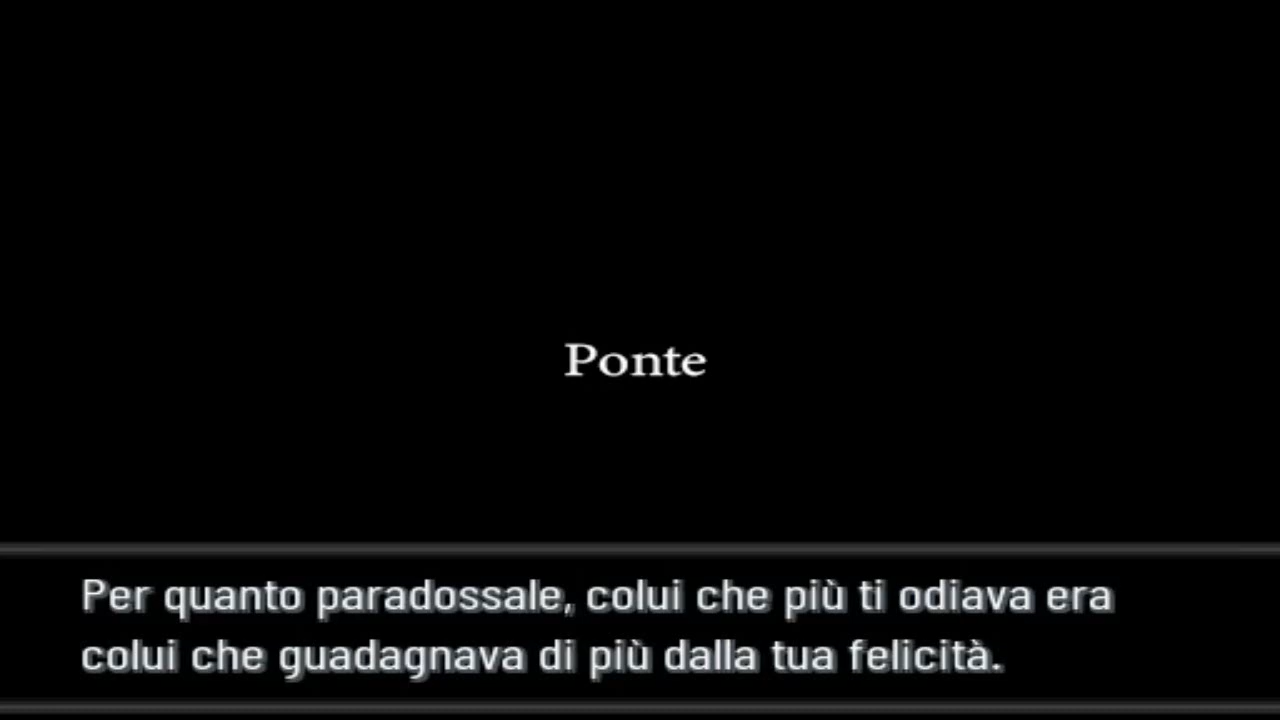 Ponte
Per quanto paradossale, colui che più ti odiava era
colui che guadagnava di più dalla tua felicità.